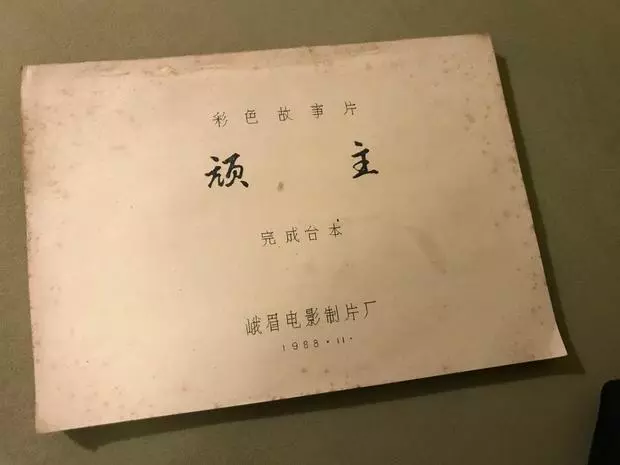 彩色故事片
顽主
完成台本
峨眉电影制片厂
1988·11·